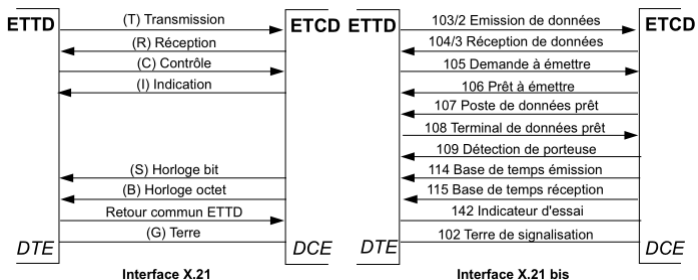 ETTD
(T) Transmission
ETCD
(R) Réception
(C) Contrôle
(I) Indication
(S) Horloge bit
(B) Horloge octet
Retour commun ETTD
(G) Terre
DTE
DCE
Interface X.21
ETTD
103/2 Emission de données
ETCD
104/3 Réception de données
105 Demande à émettre
106 Prêt à émettre
107 Poste de données prêt
108 Terminal de données prêt
109 Détection de porteuse
114 Base de temps émission
115 Base de temps réception
142 Indicateur d'essai
102 Terre de signalisation
DTE
DCE
Interface X.21 bis